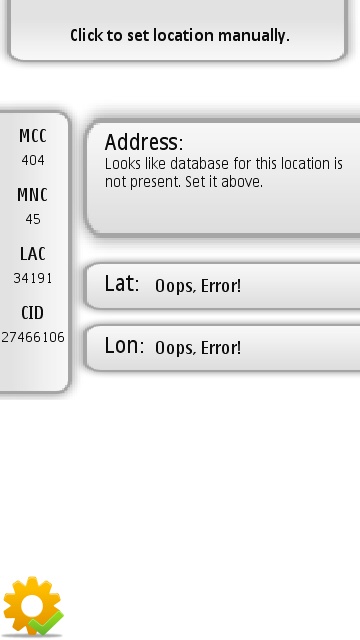 Click to set location manually.
MCC
404
MNC
45
LAC
34191
CID
27466106
Address:
Looks like database for this location is
not present. Set it above.
Lat: Oops, Error!
Lon: Oops, Error!